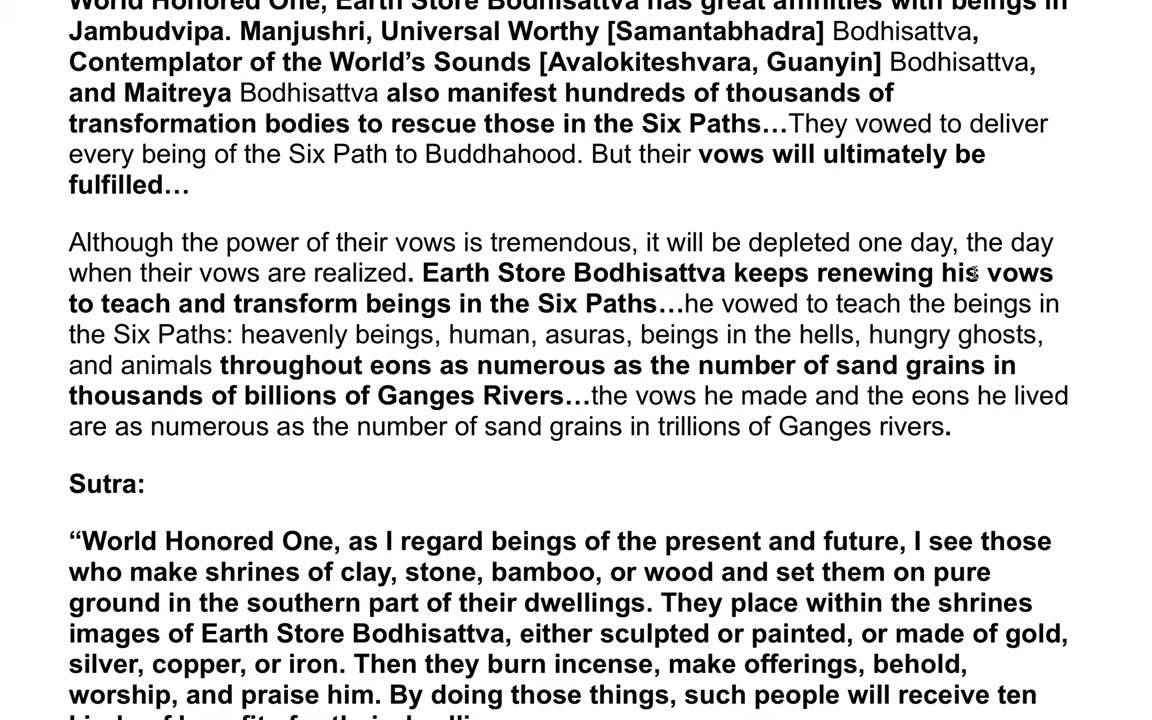 World Honored One, Earth Store Bodhisattva has great affinities with beings in
Jambudvipa. Manjushri, Universal Worthy [Samantabhadra] Bodhisattva,
Contemplator of the World’s Sounds [Avalokiteshvara, Guanyin] Bodhisattva,
and Maitreya Bodhisattva also manifest hundreds of thousands of
transformation bodies to rescue those in the Six Paths…They vowed to deliver
every being of the Six Path to Buddhahood. But their vows will ultimately be
fulfilled…
Although the power of their vows is tremendous, it will be depleted one day, the day
when their vows are realized. Earth Store Bodhisattva keeps renewing his vows
to teach and transform beings in the Six Paths…he vowed to teach the beings in
the Six Paths: heavenly beings, human, asuras, beings in the hells, hungry ghosts,
and animals throughout eons as numerous as the number of sand grains in
thousands of billions of Ganges Rivers…the vows he made and the eons he lived
are as numerous as the number of sand grains in trillions of Ganges rivers.
Sutra:
“World Honored One, as I regard beings of the present and future, I see those
who make shrines of clay, stone, bamboo, or wood and set them on pure
ground in the southern part of their dwellings. They place within the shrines
images of Earth Store Bodhisattva, either sculpted or painted, or made of gold,
silver, copper, or iron. Then they burn incense, make offerings, behold,
worship, and praise him. By doing those things, such people will receive ten